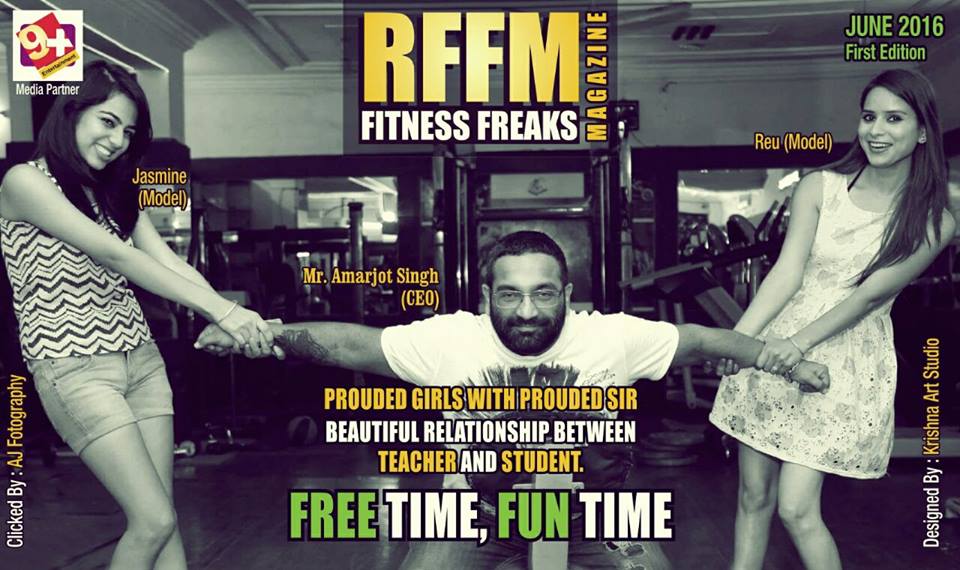 9+
Entertainment
Media Partner
RFFM
FITNESS FREAKS
MAGAZINE
JUNE 2016
First Edition
Jasmine
(Model)
Reu (Model)
Mr. Amarjot Singh
(CEO)
PROUDED GIRLS WITH PROUDED SIR
BEAUTIFUL RELATIONSHIP BETWEEN
TEACHER AND STUDENT.
FREE TIME, FUN TIME
Clicked By : AJ Fotography
Designed By : Krishna Art Studio